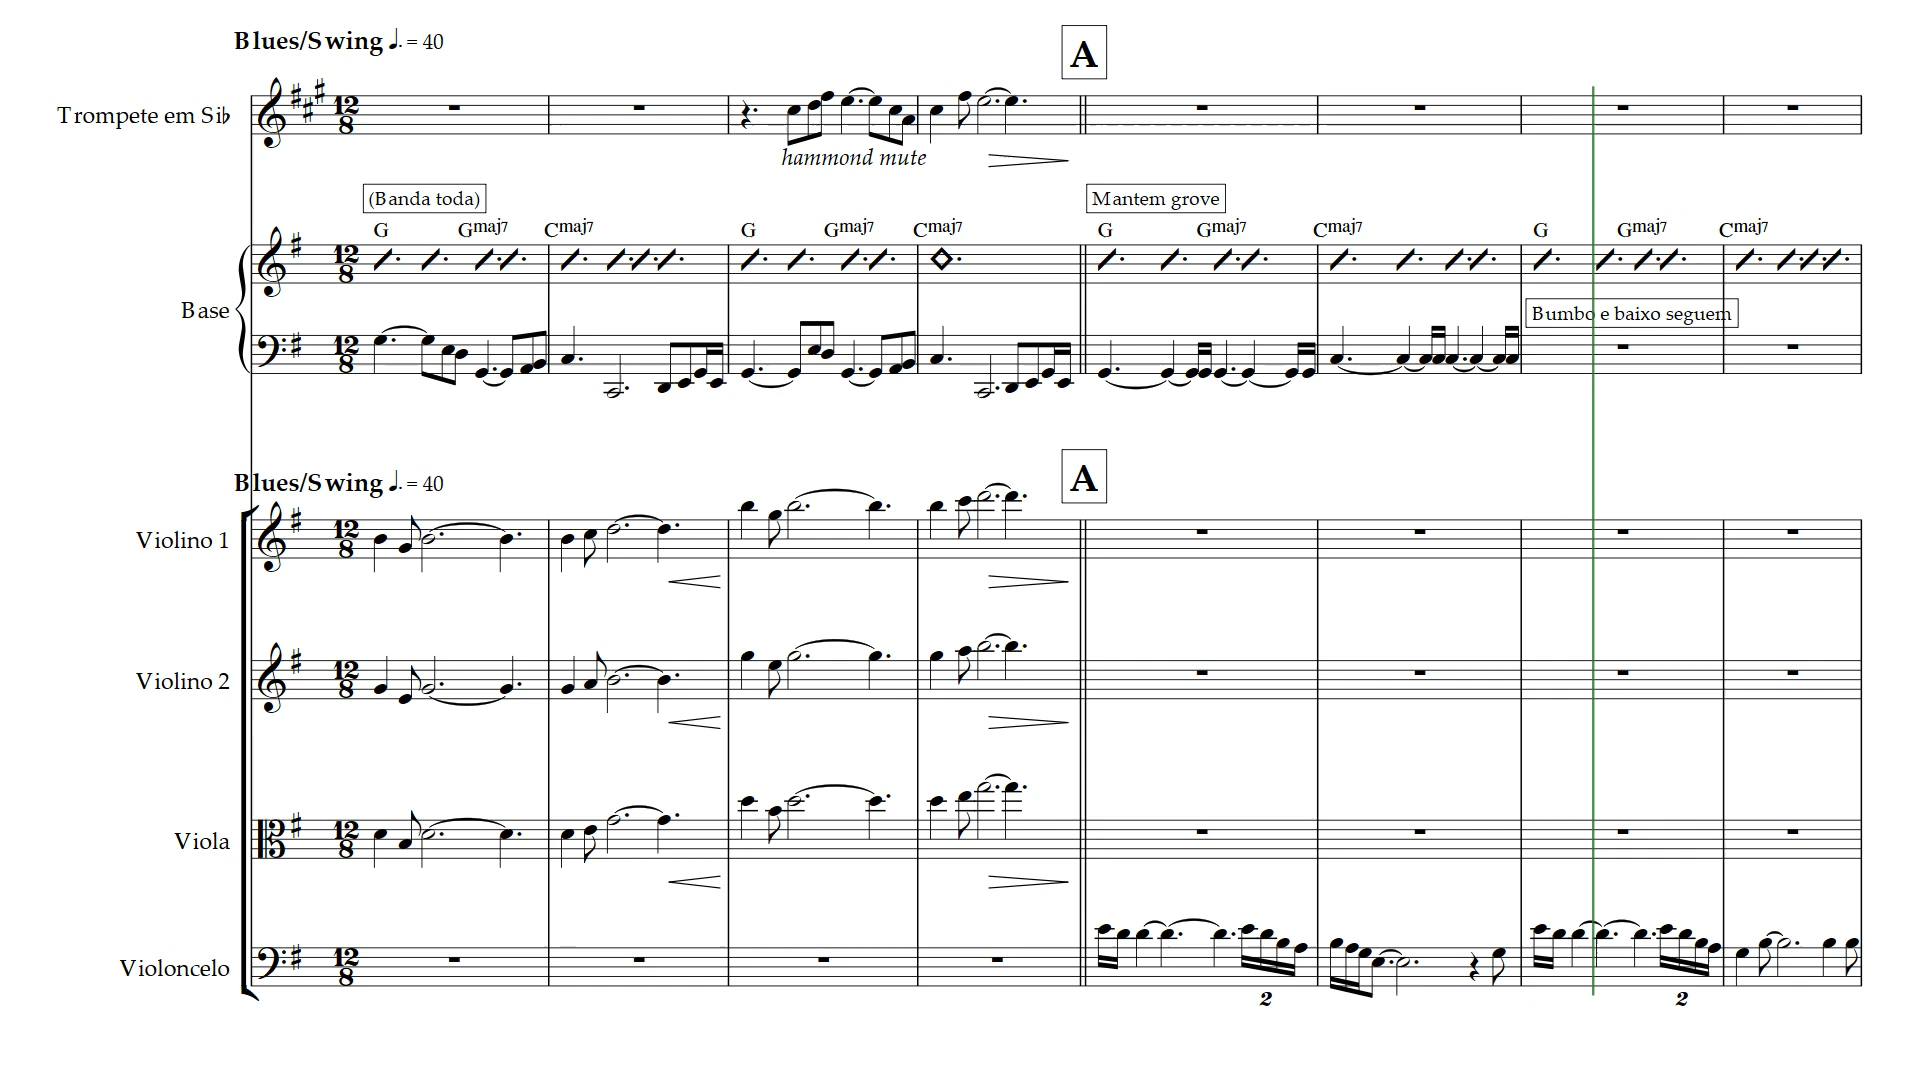 Blues/Swing ♩. = 40
A
Trompete em Si♭
12
8
hammond mute
(Banda toda)
Mantem grove
G Gmaj7 Cmaj7 G Gmaj7 Cmaj7 G Gmaj7 Cmaj7 G Gmaj7 Cmaj7
12
8
Base
Bumbo e baixo seguem
12
8
A
Blues/Swing ♩. = 40
Violino 1
12
8
Violino 2
12
8
Viola
12
8
Violoncelo
12
8
2 2